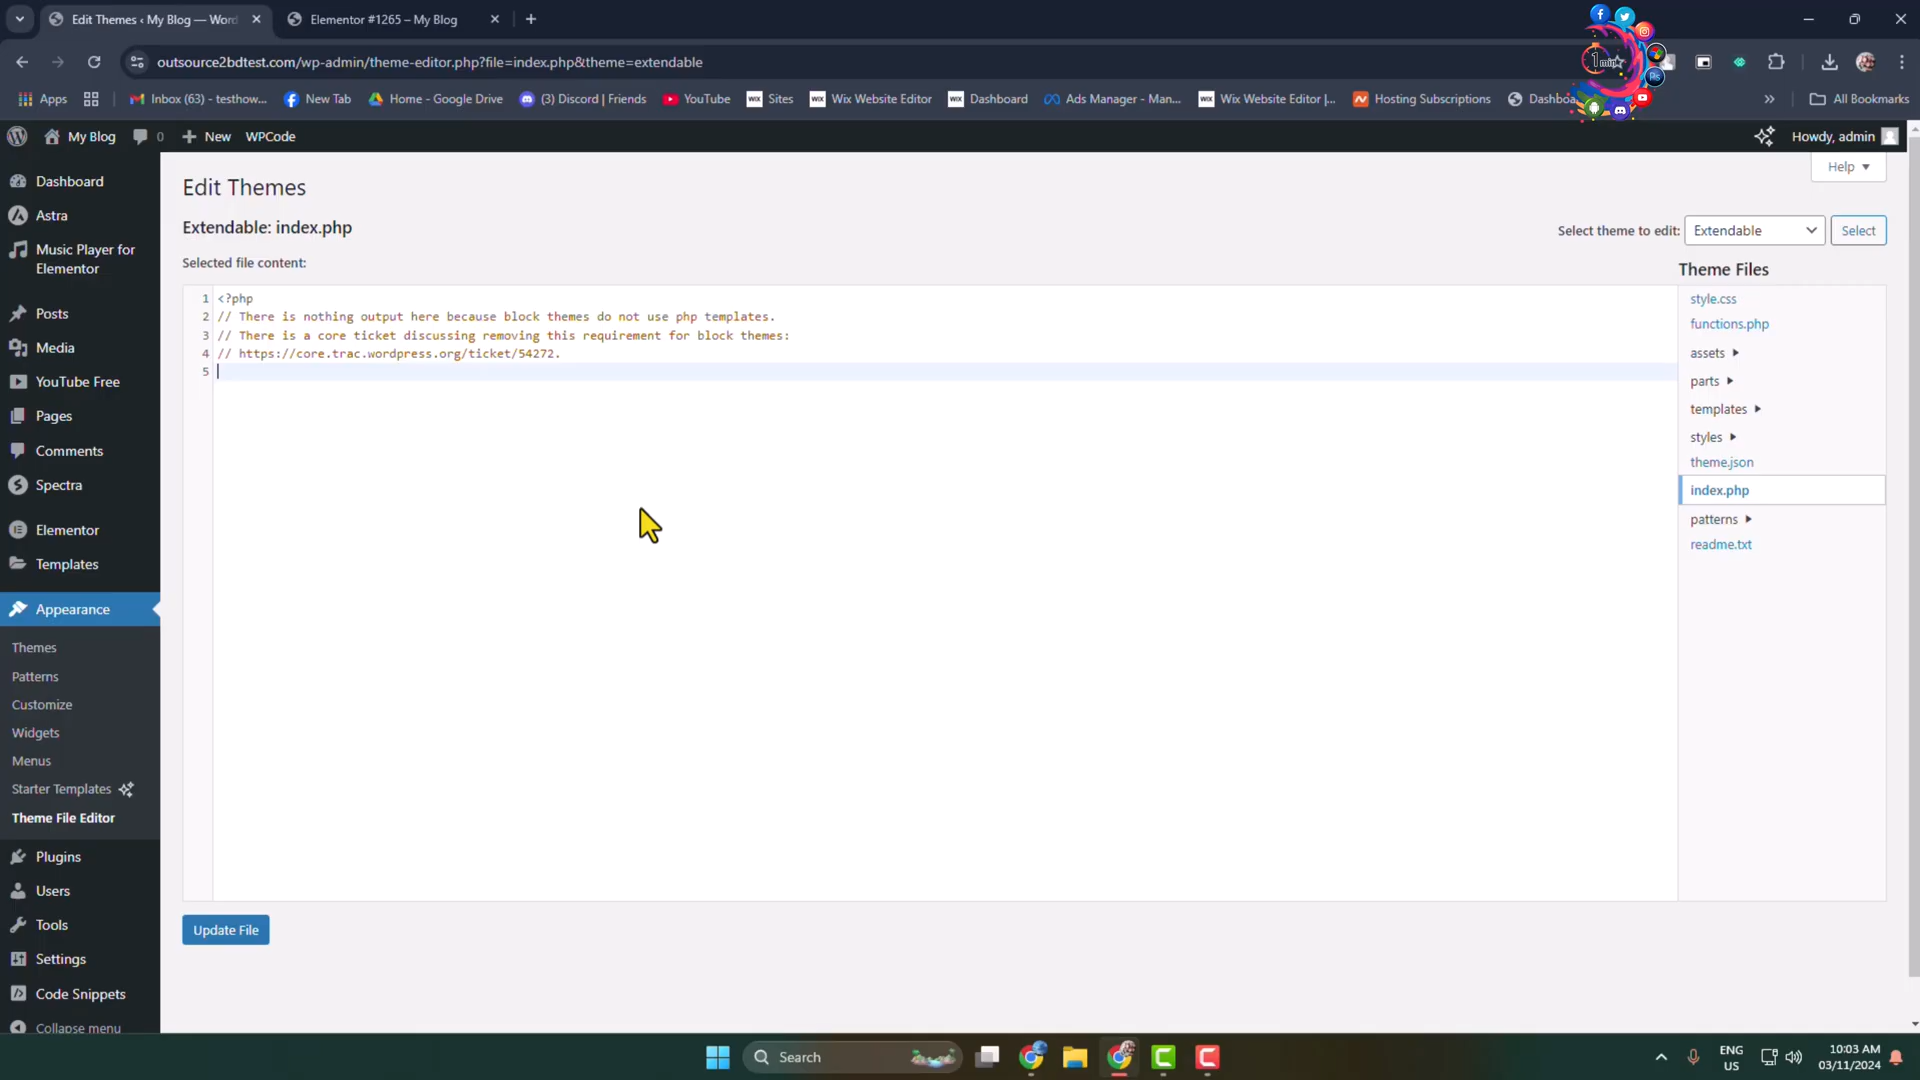 Edit Themes ‹ My Blog — Word
Elementor #1265 – My Blog
outsource2bdtest.com/wp-admin/theme-editor.php?file=index.php&theme=extendable
1 min
Apps
Inbox (63) - testhow...
New Tab
Home - Google Drive
(3) Discord | Friends
YouTube
WIX Sites
WIX Wix Website Editor
WIX Dashboard
Ads Manager - Man...
WIX Wix Website Editor |...
Hosting Subscriptions
All Bookmarks
My Blog
0
New
WPCode
Howdy, admin
Dashboard
Astra
Music Player for
Elementor
Posts
Media
YouTube Free
Pages
Comments
Spectra
Elementor
Templates
Appearance
Themes
Patterns
Customize
Widgets
Menus
Starter Templates
Theme File Editor
Plugins
Users
Tools
Settings
Code Snippets
Collapse menu
Help
Edit Themes
Extendable: index.php
Select theme to edit: Extendable Select
Selected file content:
1 <?php
2 // There is nothing output here because block themes do not use php templates.
3 // There is a core ticket discussing removing this requirement for block themes:
4 // https://core.trac.wordpress.org/ticket/54272.
5
Theme Files
style.css
functions.php
assets
parts
templates
styles
theme.json
index.php
patterns
readme.txt
Update File
Search
ENG
US
10:03 AM
03/11/2024